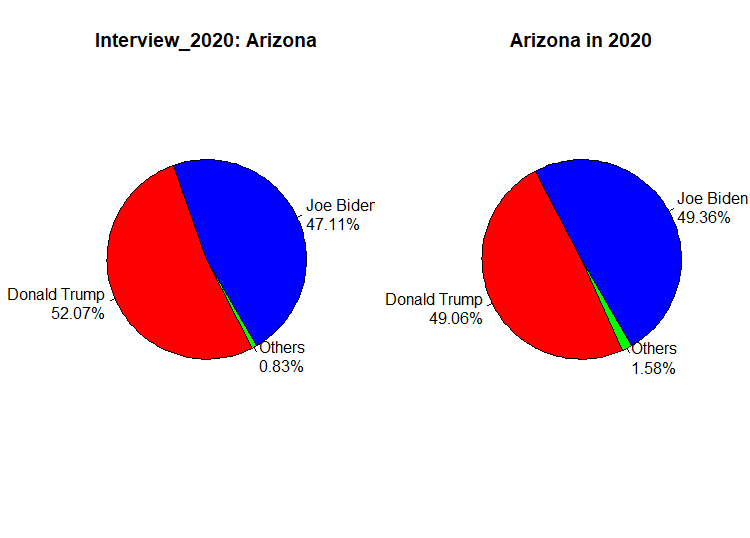 Interview_2020: Arizona
Joe Biden
47.11%
Donald Trump
52.07%
Others
0.83%
Arizona in 2020
Joe Biden
49.36%
Donald Trump
49.06%
Others
1.58%